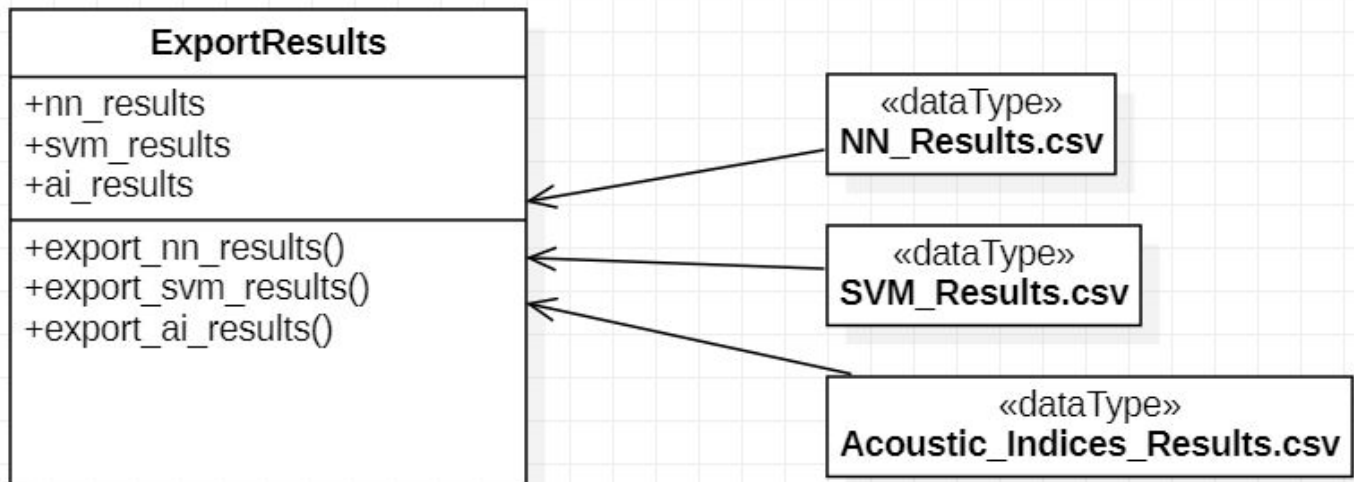 ExportResults
+nn_results
+svm_results
+ai_results
+export_nn_results()
+export_svm_results()
+export_ai_results()
«dataType»
NN_Results.csv
«dataType»
SVM_Results.csv
«dataType»
Acoustic_Indices_Results.csv